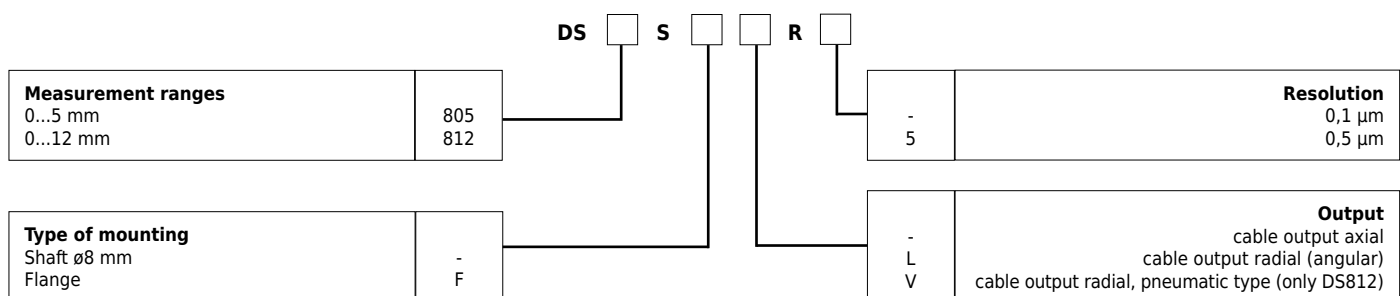 DS S R
Measurement ranges
0...5 mm 805
0...12 mm 812
Resolution
- 0,1 µm
5 0,5 µm
Type of mounting
Shaft ø8 mm -
Flange F
Output
- cable output axial
L cable output radial (angular)
V cable output radial, pneumatic type (only DS812)